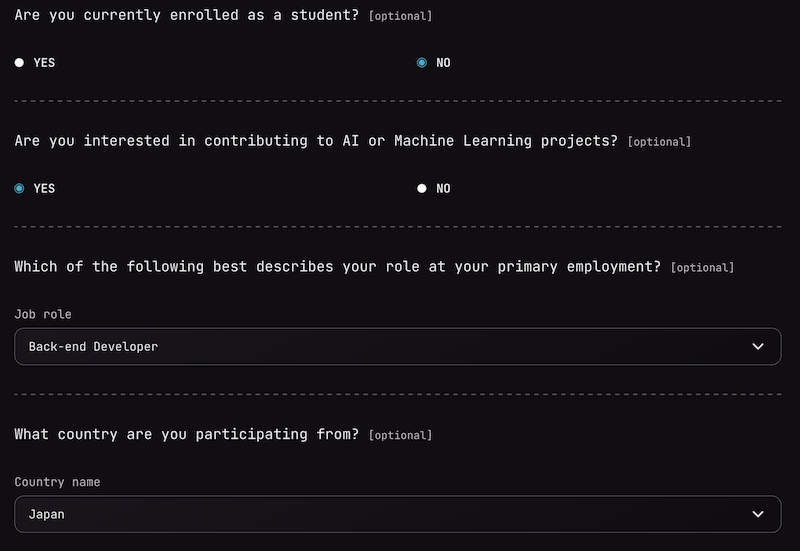 Are you currently enrolled as a student? [optional]
YES NO
Are you interested in contributing to AI or Machine Learning projects? [optional]
YES NO
Which of the following best describes your role at your primary employment? [optional]
Job role
Back-end Developer
What country are you participating from? [optional]
Country name
Japan